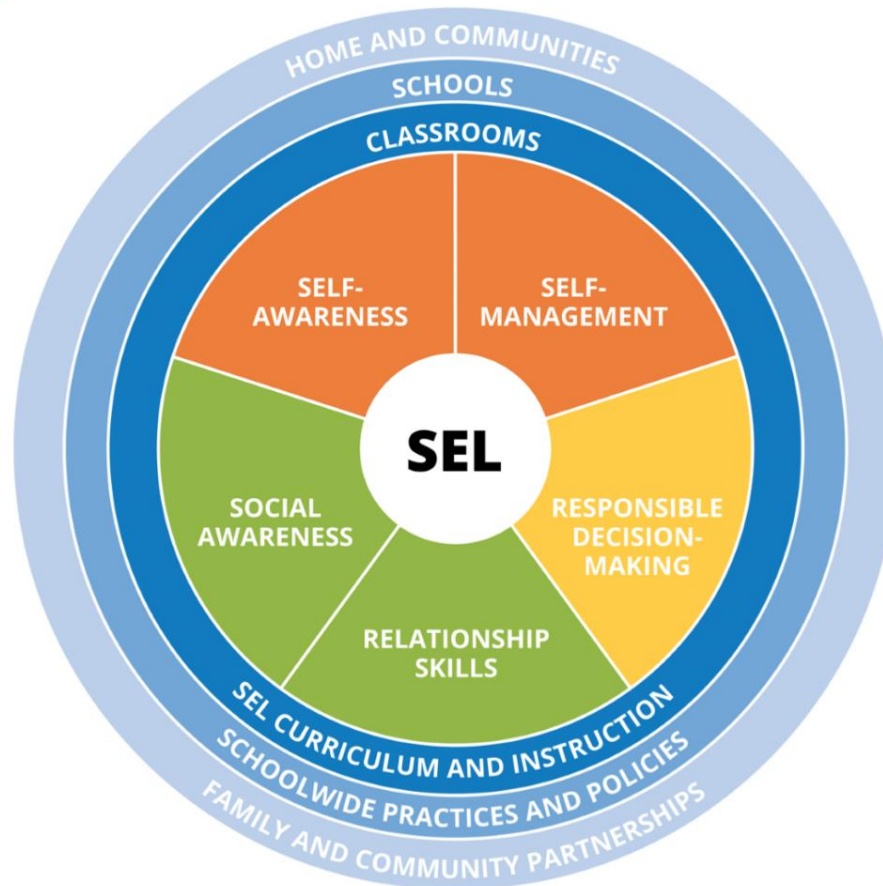 HOME AND COMMUNITIES
SCHOOLS
CLASSROOMS
SELF-
AWARENESS
SELF-
MANAGEMENT
SEL
SOCIAL
AWARENESS
RESPONSIBLE
DECISION-
MAKING
RELATIONSHIP
SKILLS
SEL CURRICULUM AND INSTRUCTION
SCHOOLWIDE PRACTICES AND POLICIES
FAMILY AND COMMUNITY PARTNERSHIPS